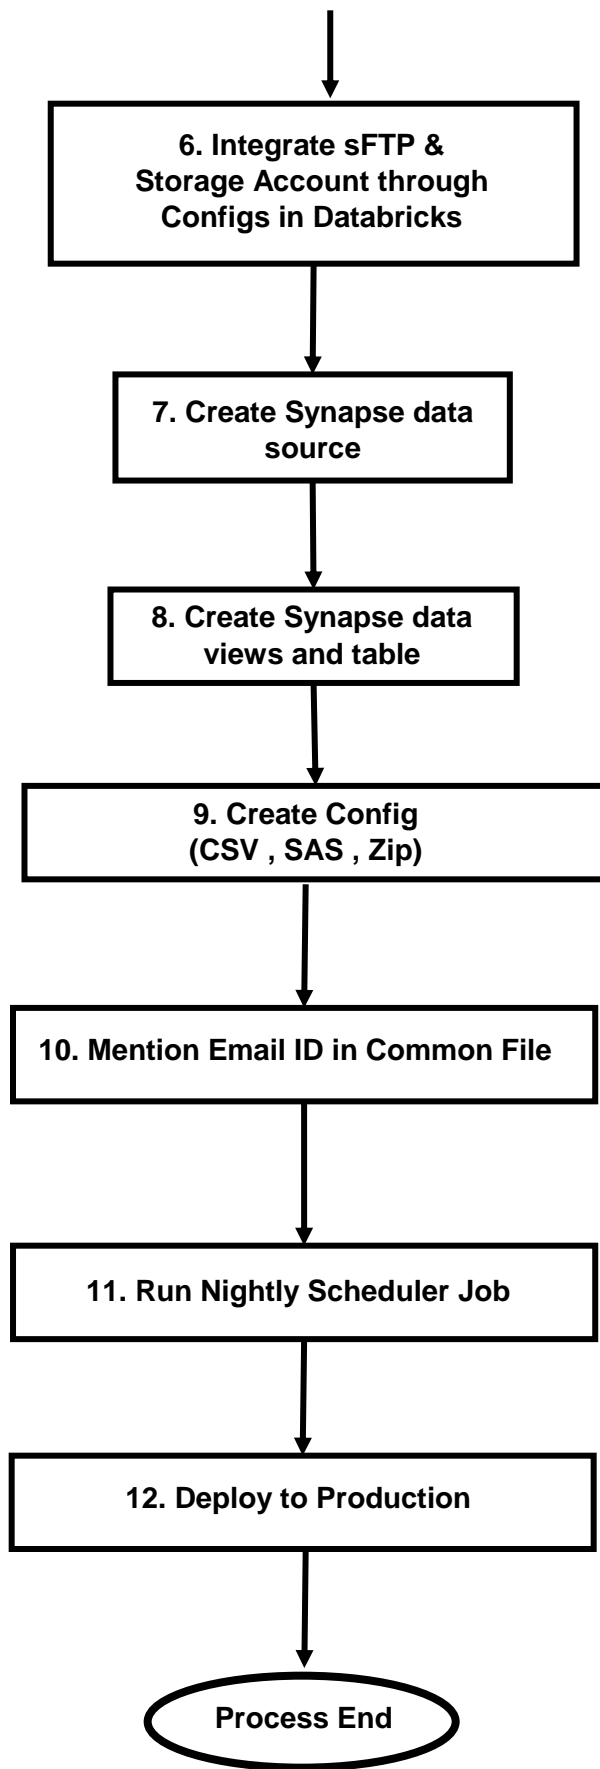 6. Integrate sFTP &
Storage Account through
Configs in Databricks
7. Create Synapse data
source
8. Create Synapse data
views and table
9. Create Config
(CSV , SAS , Zip)
10. Mention Email ID in Common File
11. Run Nightly Scheduler Job
12. Deploy to Production
Process End